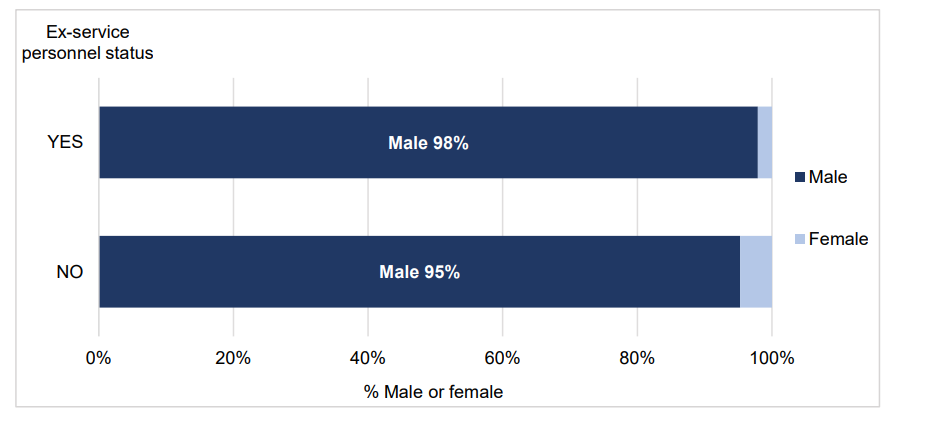 Ex-service
personnel status
YES
Male 98%
Male
Female
NO
Male 95%
0% 20% 40% 60% 80% 100%
% Male or female